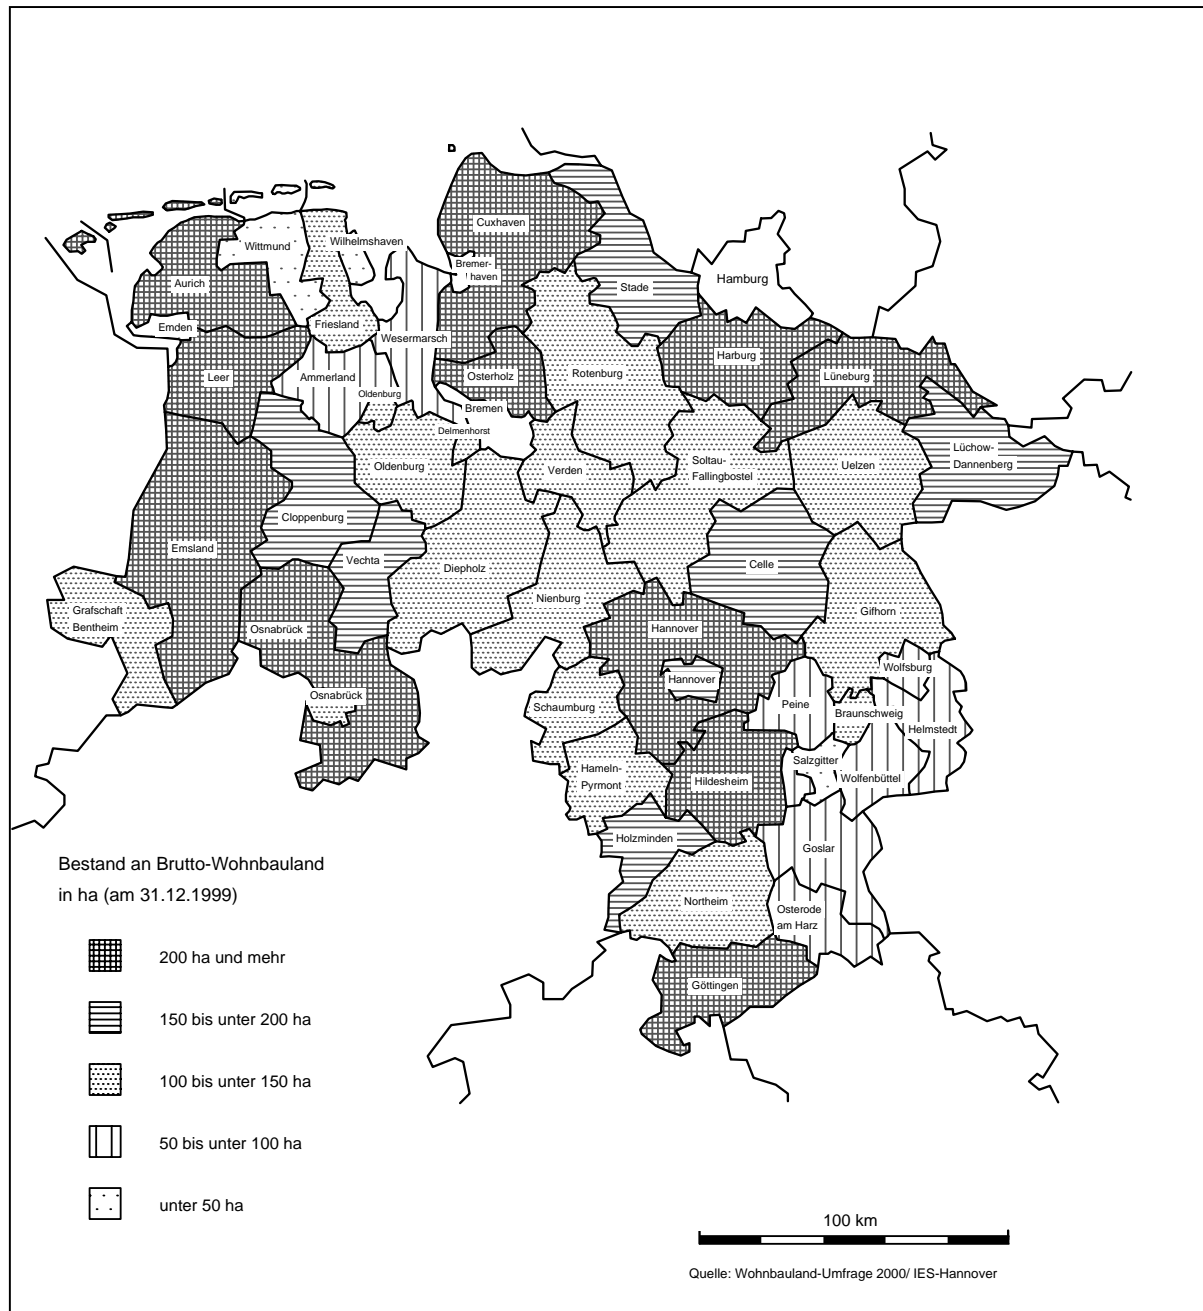 Cuxhaven
Wittmund
Wilhelmshaven
Bremer-
haven
Aurich
Stade
Hamburg
Emden
Friesland
Wesermarsch
Harburg
Leer
Ammerland
Osterholz
Rotenburg
Lüneburg
Oldenburg
Bremen
Delmenhorst
Oldenburg
Verden
Soltau-
Fallingbostel
Uelzen
Lüchow-
Dannenberg
Cloppenburg
Emsland
Vechta
Diepholz
Celle
Nienburg
Grafschaft
Bentheim
Gifhorn
Osnabrück
Hannover
Wolfsburg
Hannover
Osnabrück
Schaumburg
Peine
Braunschweig
Helmstedt
Salzgitter
Hameln-
Pyrmont
Hildesheim
Wolfenbüttel
Holzminden
Goslar
Northeim
Osterode
am Harz
Göttingen
Bestand an Brutto-Wohnbauland
in ha (am 31.12.1999)
200 ha und mehr
150 bis unter 200 ha
100 bis unter 150 ha
50 bis unter 100 ha
unter 50 ha
100 km
Quelle: Wohnbauland-Umfrage 2000/ IES-Hannover